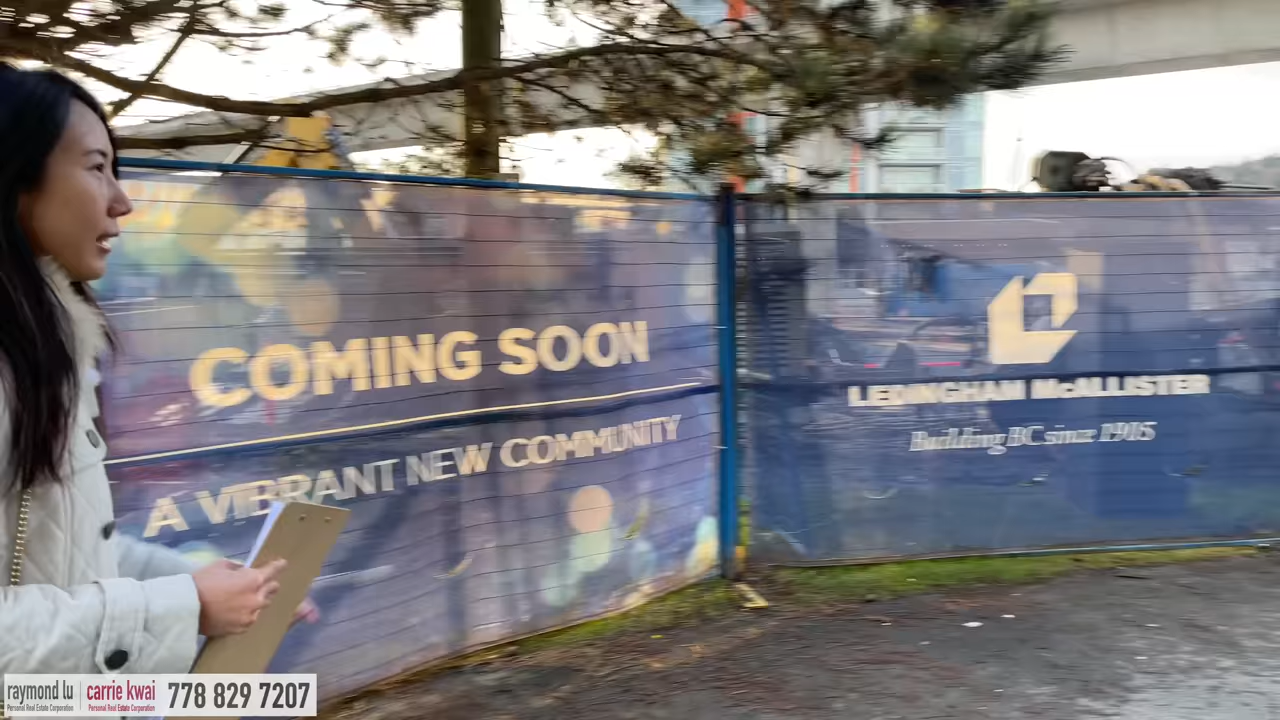 COMING SOON
A VIBRANT NEW COMMUNITY
LEDINGHAM McALLISTER
Building BC since 1915
raymond lu
Personal Real Estate Corporation
carrie kwai
Personal Real Estate Corporation
778 829 7207